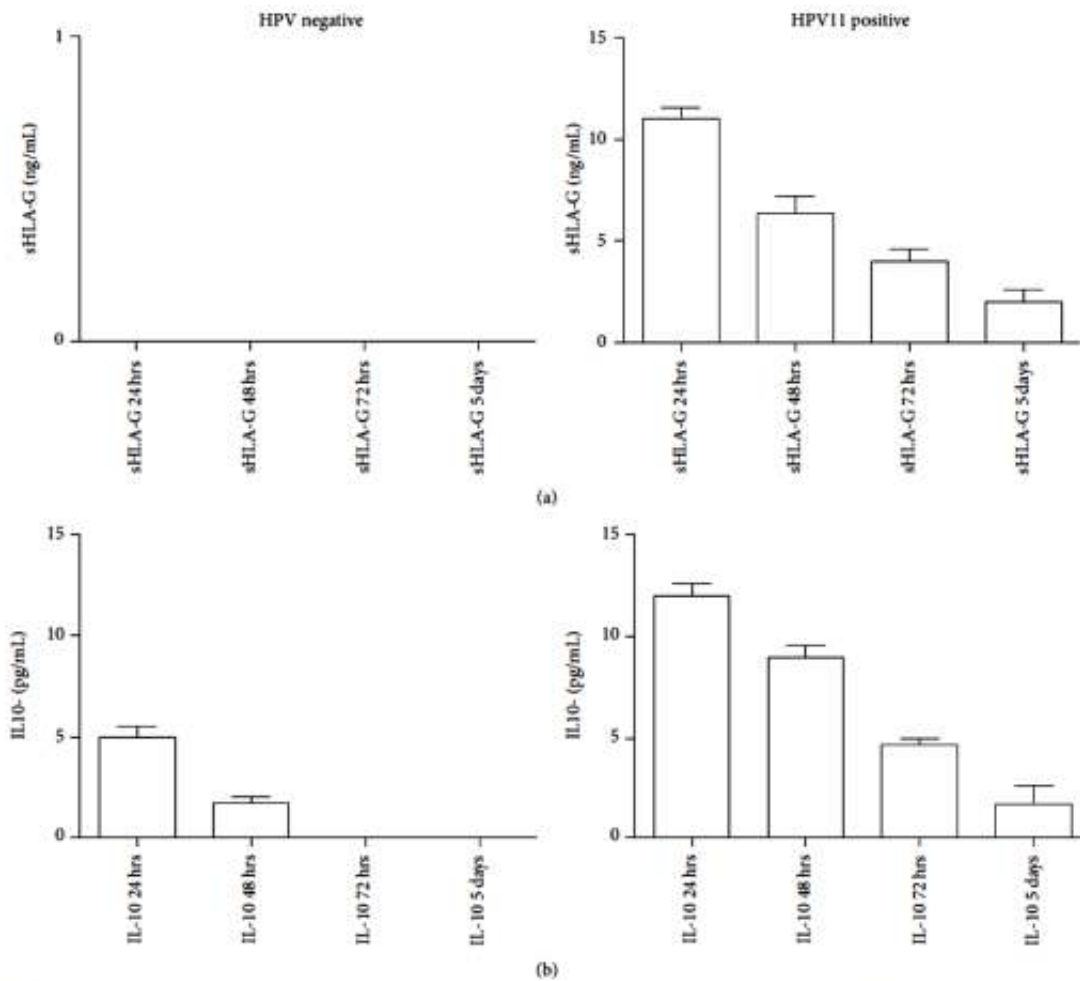 HPV negative
1
sHLA-G (ng/mL)
0
sHLA-G 24 hrs
sHLA-G 48 hrs
sHLA-G 72 hrs
sHLA-G 5 days
HPV11 positive
15
10
5
0
sHLA-G (ng/mL)
sHLA-G 24 hrs
sHLA-G 48 hrs
sHLA-G 72 hrs
sHLA-G 5 days
(a)
15
10
5
0
IL10- (pg/mL)
IL-10 24 hrs
IL-10 48 hrs
IL-10 72 hrs
IL-10 5 days
15
10
5
0
IL10- (pg/mL)
IL-10 24 hrs
IL-10 48 hrs
IL-10 72 hrs
IL-10 5 days
(b)